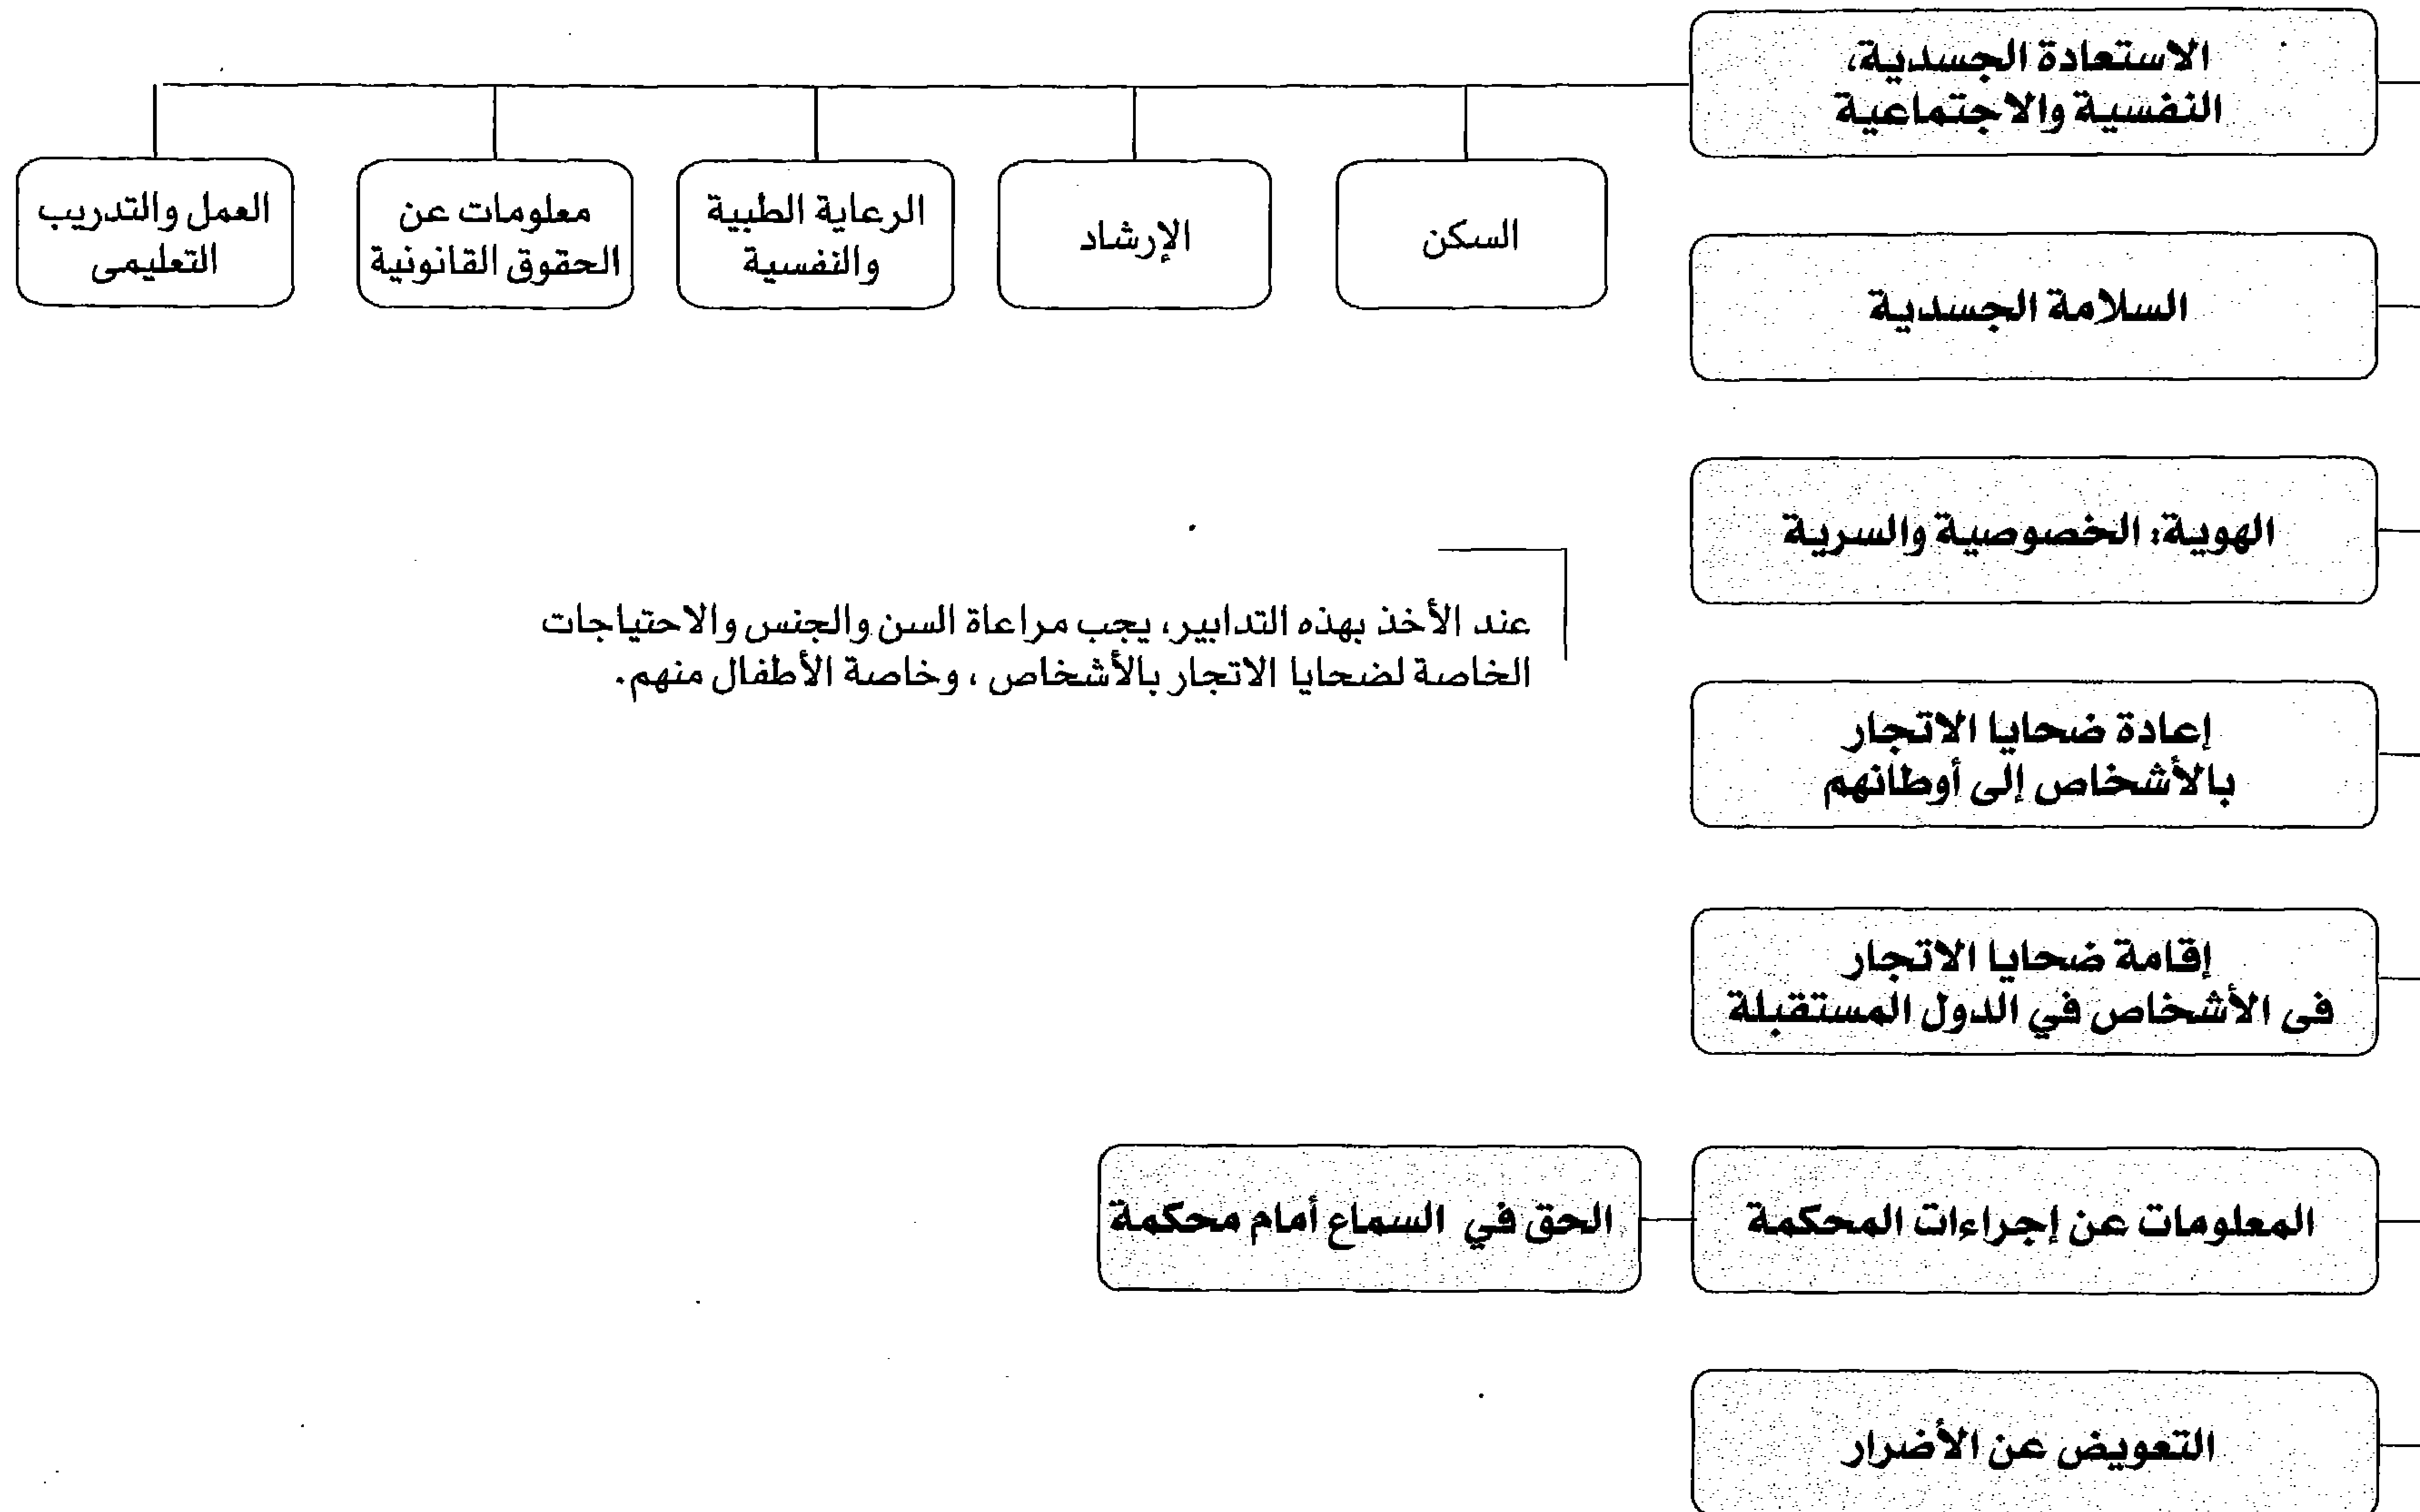 الاستعادة الجسدية،
النفسية والاجتماعية
السكن
الإرشاد
الرعاية الطبية
والنفسية
معلومات عن
الحقوق القانونية
العمل والتدريب
التعليمى
السلامة الجسدية
الهوية: الخصوصية والسرية
عند الأخذ بهذه التدابير، يجب مراعاة السن والجنس والاحتياجات
الخاصة لضحايا الاتجار بالأشخاص ، وخاصة الأطفال منهم.
إعادة ضحايا الاتجار
بالأشخاص إلى أوطانهم
إقامة ضحايا الاتجار
فى الأشخاص في الدول المستقبلة
المعلومات عن إجراءات المحكمة
الحق في السماع أمام محكمة
التعويض عن الأضرار